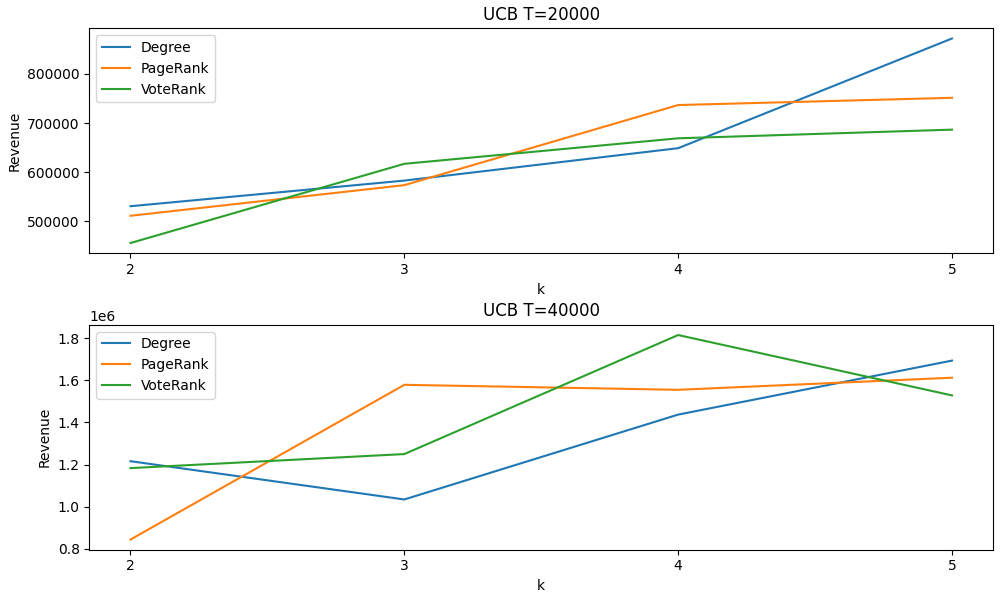 UCB T=20000
Degree
PageRank
VoteRank
800000
700000
600000
500000
Revenue
2 3 4 5
k
UCB T=40000
1e6
Degree
PageRank
VoteRank
1.8
1.6
1.4
1.2
1.0
0.8
Revenue
2 3 4 5
k